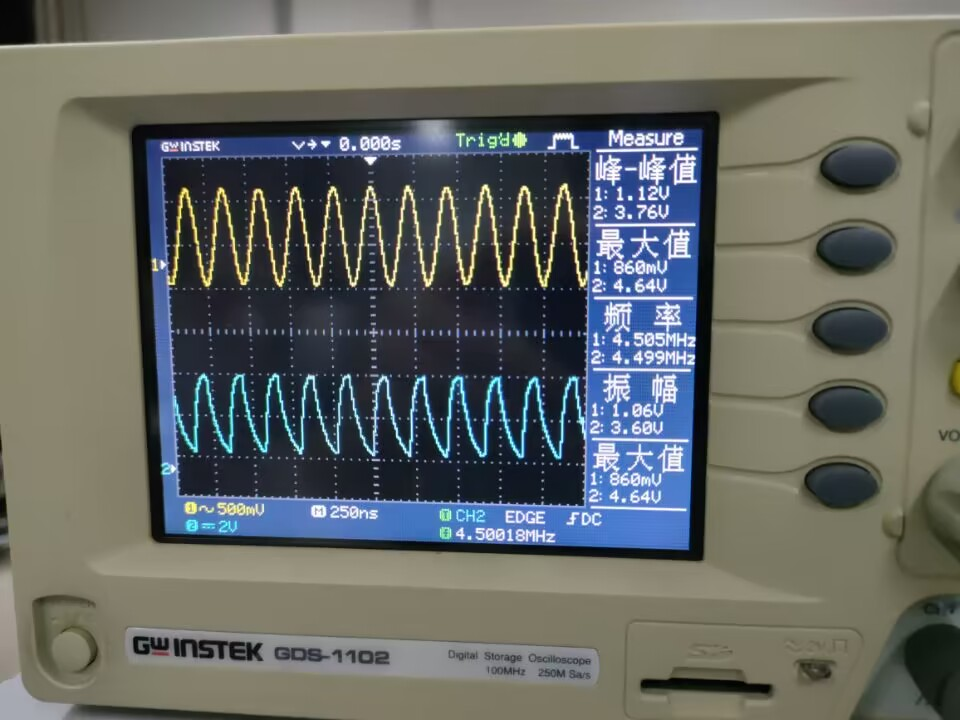 GWINSTEK
0.000s
Trig'd
Measure
峰-峰值
1: 1.12V
2: 3.76V
最大值
1: 860mV
2: 4.64V
频 率
1: 4.505MHz
2: 4.499MHz
振 幅
1: 1.06V
2: 3.60V
最大值
1: 860mV
2: 4.64V
1
2
1 ~ 500mV
M 250ns
CH2 EDGE DC
2 2V
4.50018MHz
GWINSTEK GDS-1102
Digital Storage Oscilloscope
100MHz 250M Sa/s
VO